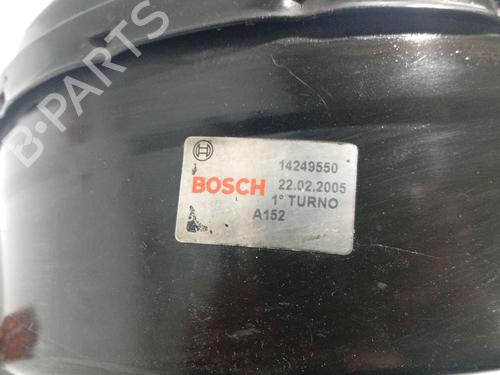 B-PARTS
14249550
BOSCH 22.02.2005
1° TURNO
A152